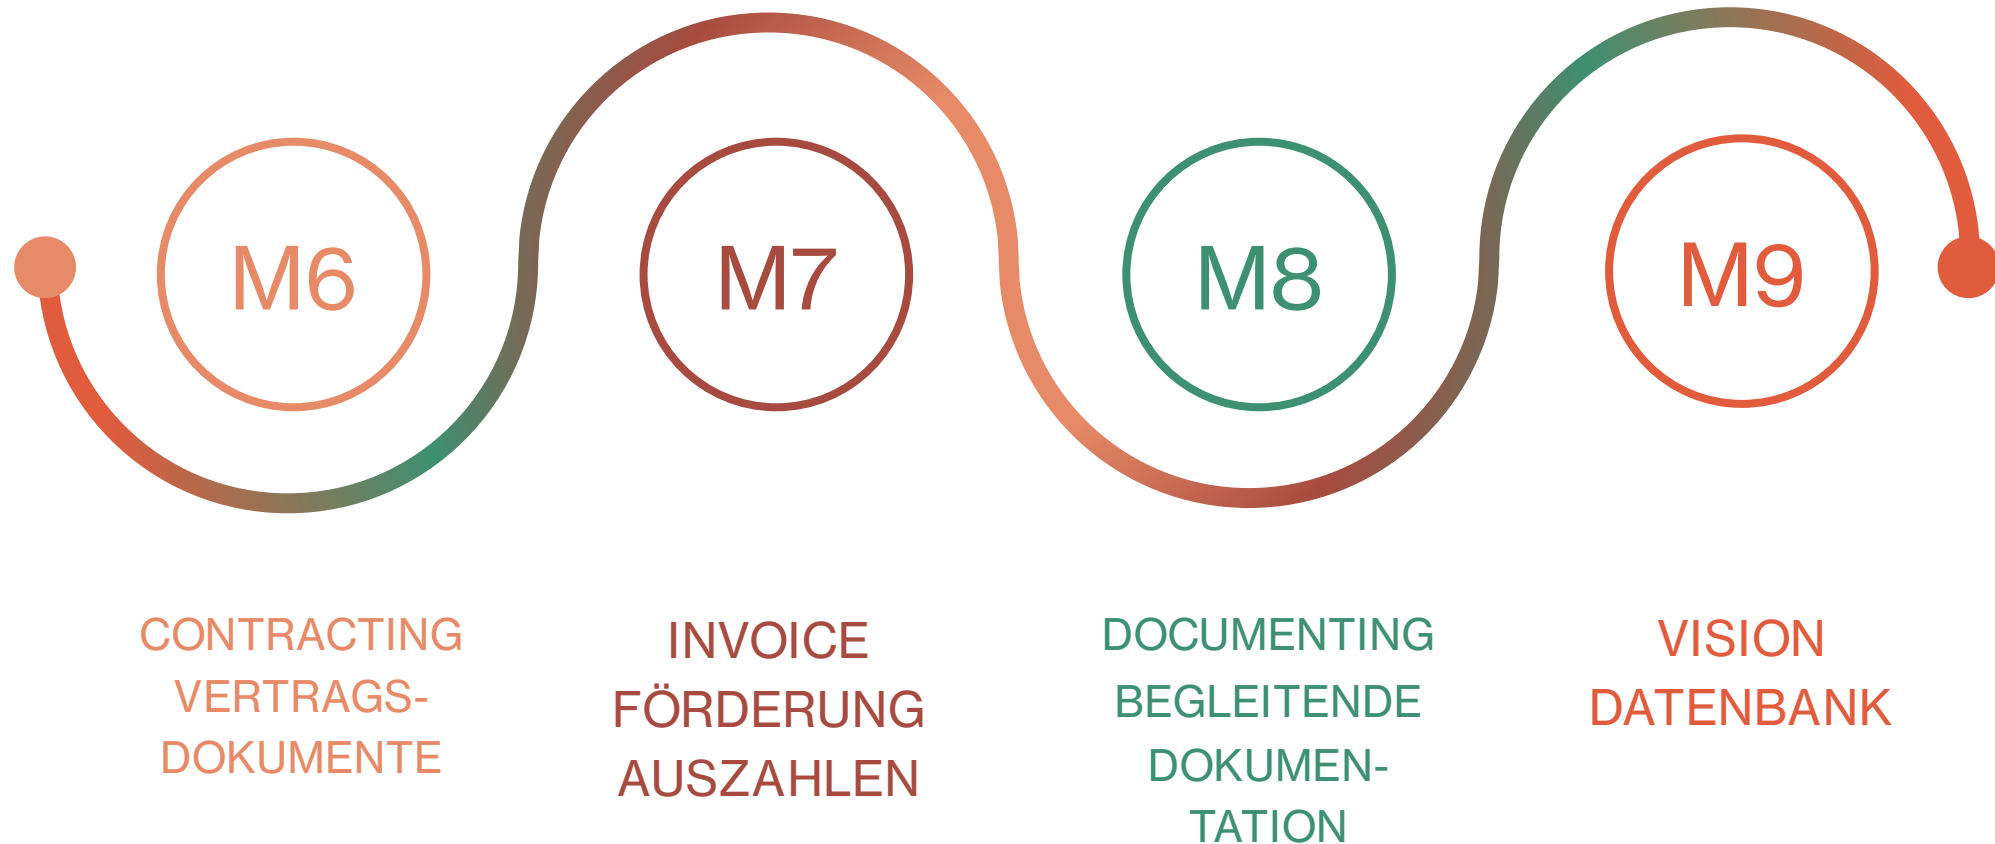 M6
M7
M8
M9
CONTRACTING
VERTRAGS-
DOKUMENTE
INVOICE
FÖRDERUNG
AUSZAHLEN
DOCUMENTING
BEGLEITENDE
DOKUMEN-
TATION
VISION
DATENBANK